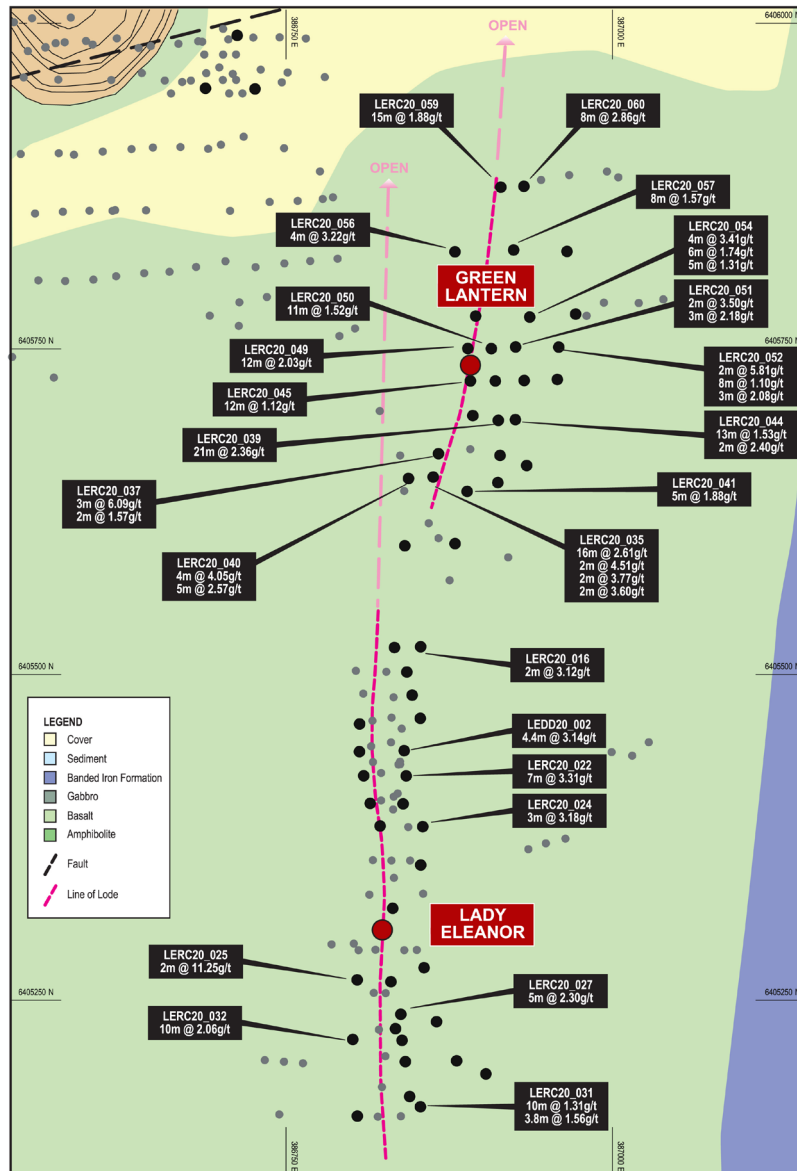 6406000 N
386750 E
387000 E
OPEN
LERC20_059
15m @ 1.88g/t
LERC20_060
8m @ 2.86g/t
OPEN
LERC20_057
8m @ 1.57g/t
LERC20_056
4m @ 3.22g/t
LERC20_054
4m @ 3.41g/t
6m @ 1.74g/t
5m @ 1.31g/t
GREEN
LANTERN
LERC20_050
11m @ 1.52g/t
LERC20_051
2m @ 3.50g/t
3m @ 2.18g/t
6405750 N
6405750 N
LERC20_049
12m @ 2.03g/t
LERC20_052
2m @ 5.81g/t
8m @ 1.10g/t
3m @ 2.08g/t
LERC20_045
12m @ 1.12g/t
LERC20_039
21m @ 2.36g/t
LERC20_044
13m @ 1.53g/t
2m @ 2.40g/t
LERC20_037
3m @ 6.09g/t
2m @ 1.57g/t
LERC20_041
5m @ 1.88g/t
LERC20_040
4m @ 4.05g/t
5m @ 2.57g/t
LERC20_035
16m @ 2.61g/t
2m @ 4.51g/t
2m @ 3.77g/t
2m @ 3.60g/t
LERC20_016
2m @ 3.12g/t
6405500 N
6405500 N
LEGEND
Cover
Sediment
Banded Iron Formation
Gabbro
Basalt
Amphibolite
Fault
Line of Lode
LEDD20_002
4.4m @ 3.14g/t
LERC20_022
7m @ 3.31g/t
LERC20_024
3m @ 3.18g/t
LADY
ELEANOR
LERC20_025
2m @ 11.25g/t
6405250 N
6405250 N
LERC20_027
5m @ 2.30g/t
LERC20_032
10m @ 2.06g/t
LERC20_031
10m @ 1.31g/t
3.8m @ 1.56g/t
386750 E
387000 E